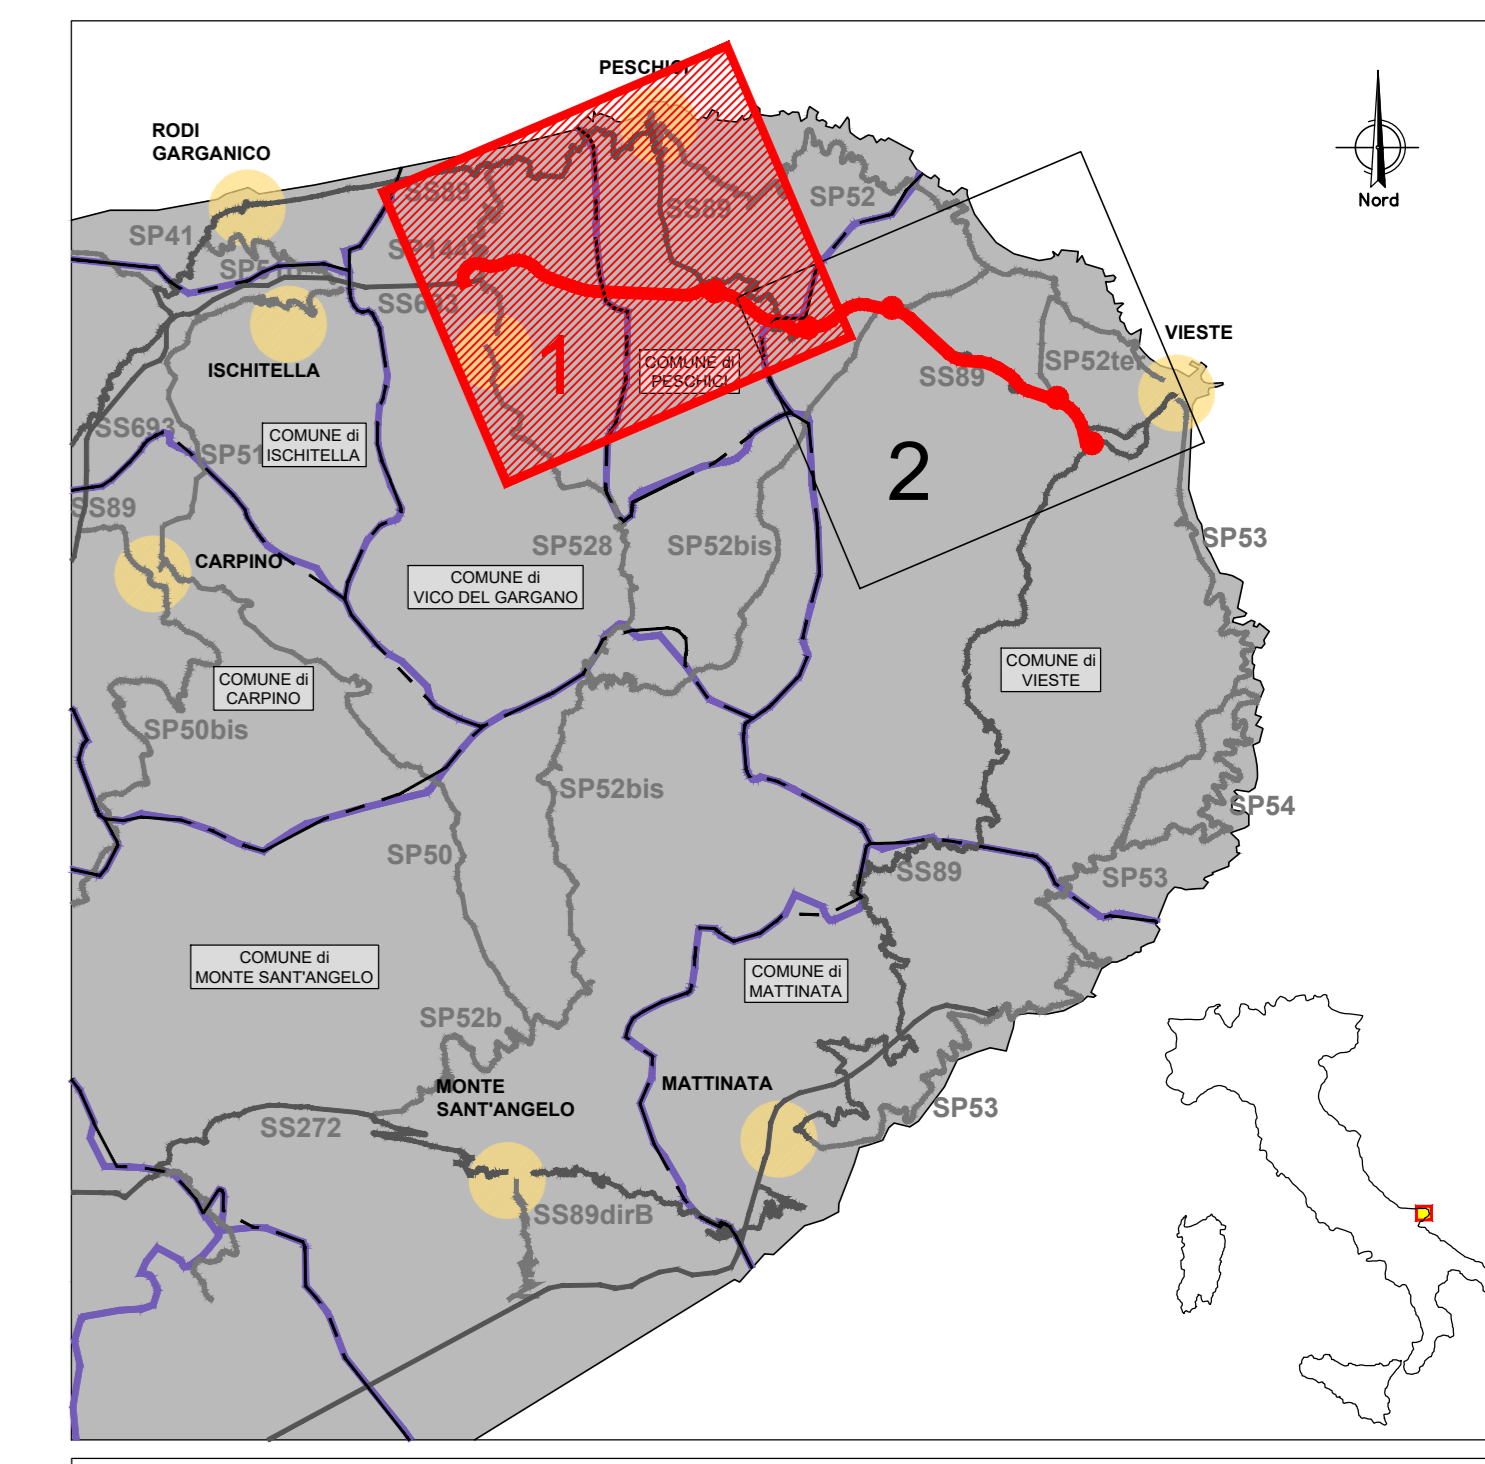 PESCHICI
RODI
GARGANICO
Nord
SS89
SP52
SP41
SS89
SP144
SS693
VIESTE
1
COMUNE di
PESCHICI
SP52ter
SS89
ISCHITELLA
SS693
COMUNE di
ISCHITELLA
SP51
2
SS89
SP528
SP52bis
SP53
CARPINO
COMUNE di
VICO DEL GARGANO
COMUNE di
VIESTE
COMUNE di
CARPINO
SP50bis
SP52bis
SP54
SP50
SS89
SP53
COMUNE di
MONTE SANT'ANGELO
COMUNE di
MATTINATA
SP52b
MONTE
SANT'ANGELO
MATTINATA
SP53
SS272
SS89dirB